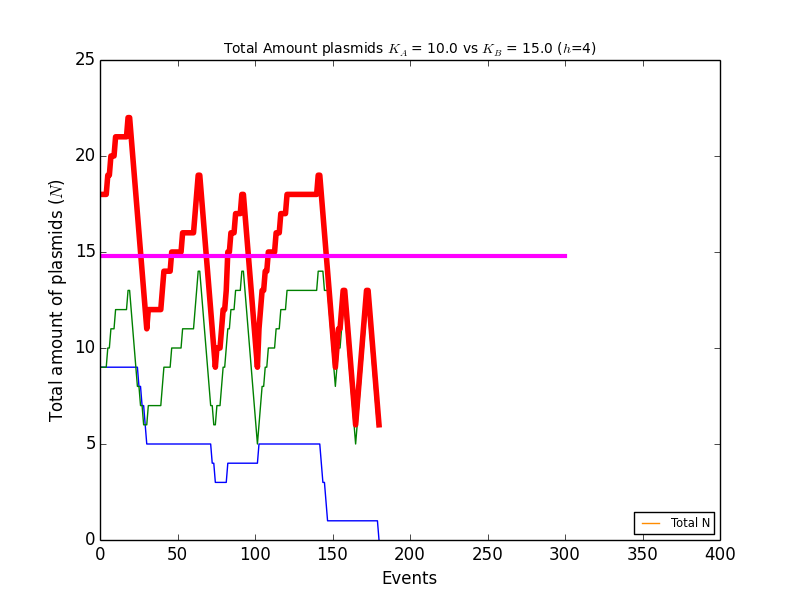 Total Amount plasmids K_A = 10.0 vs K_B = 15.0 (h=4)
25
20
15
10
5
0
Total amount of plasmids (N)
0 50 100 150 200 250 300 350 400
Events
Total N